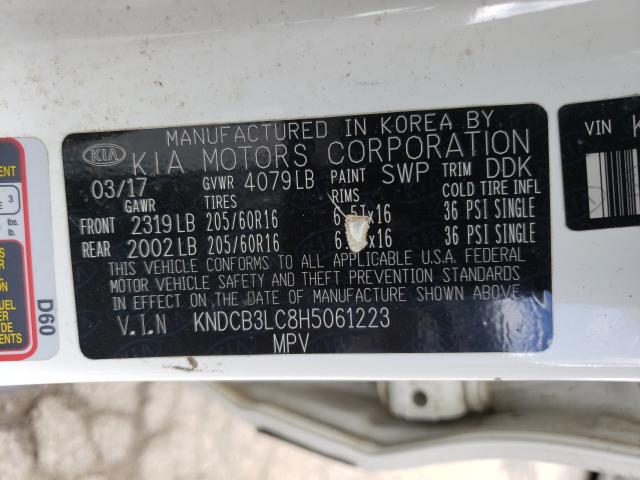 MANUFACTURED IN KOREA BY
KIA KIA MOTORS CORPORATION
03/17 GVWR 4079LB PAINT SWP TRIM DDK
GAWR TIRES RIMS COLD TIRE INFL
FRONT 2319LB 205/60R16 x16 36 PSI SINGLE
REAR 2002LB 205/60R16 6 x16 36 PSI SINGLE
THIS VEHICLE CONFORMS TO ALL APPLICABLE U.S.A. FEDERAL
MOTOR VEHICLE SAFETY AND THEFT PREVENTION STANDARDS
IN EFFECT ON THE DATE OF MANUFACTURE SHOWN ABOVE.
V.I.N KNDCB3LC8H5061223
MPV
VIN K
D60
3